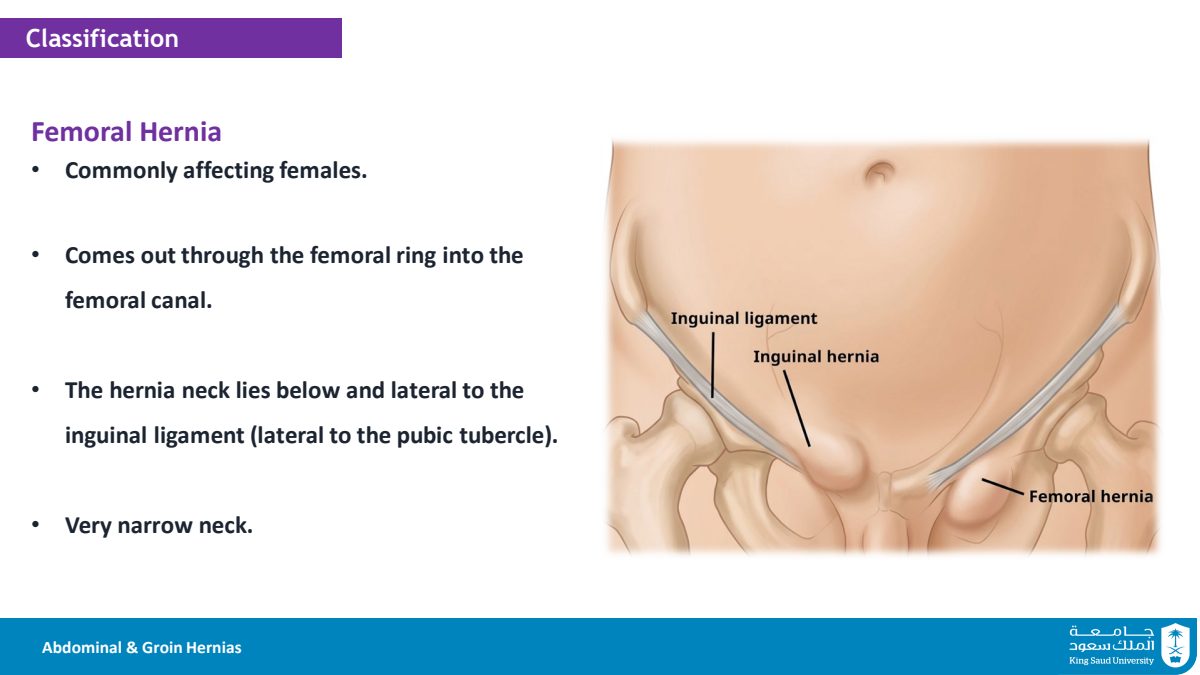 Classification
Femoral Hernia
• Commonly affecting females.
• Comes out through the femoral ring into the
femoral canal.
• The hernia neck lies below and lateral to the
inguinal ligament (lateral to the pubic tubercle).
• Very narrow neck.
Inguinal ligament
Inguinal hernia
Femoral hernia
Abdominal & Groin Hernias
جــامــعــة
الملك سعود
King Saud University